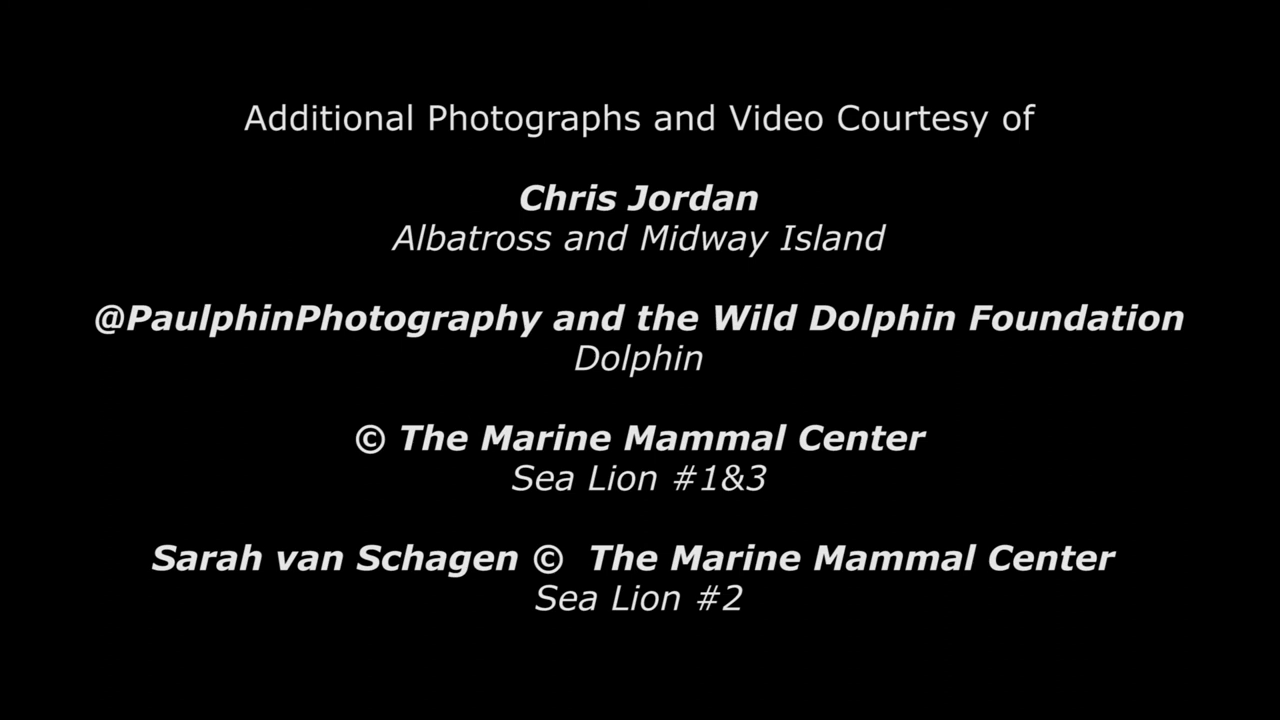 Additional Photographs and Video Courtesy of
Chris Jordan
Albatross and Midway Island
@PaulphinPhotography and the Wild Dolphin Foundation
Dolphin
© The Marine Mammal Center
Sea Lion #1&3
Sarah van Schagen ©  The Marine Mammal Center
Sea Lion #2